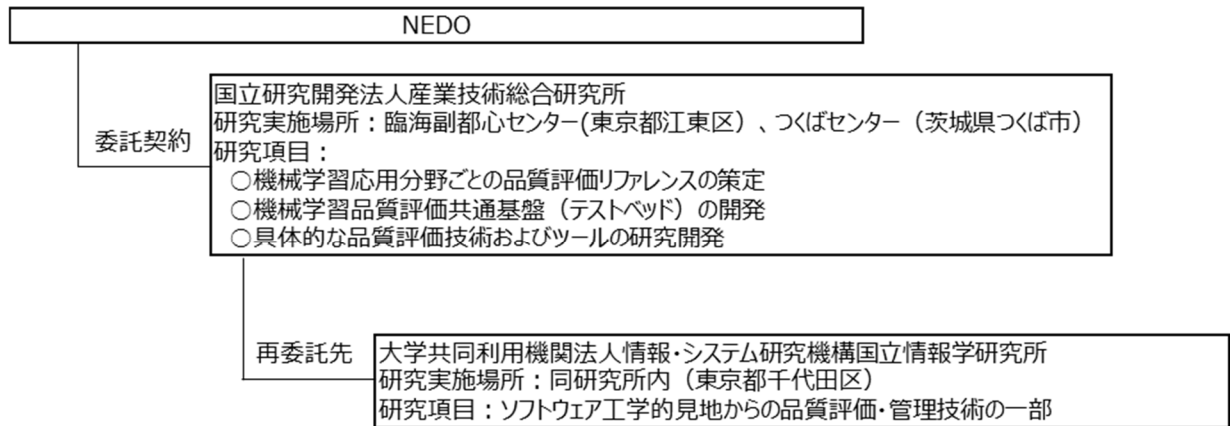 NEDO
委託契約
国立研究開発法人産業技術総合研究所
研究実施場所：臨海副都心センター(東京都江東区）、つくばセンター（茨城県つくば市）
研究項目：
○機械学習応用分野ごとの品質評価リファレンスの策定
○機械学習品質評価共通基盤（テストベッド）の開発
○具体的な品質評価技術およびツールの研究開発
再委託先
大学共同利用機関法人情報・システム研究機構国立情報学研究所
研究実施場所：同研究所内（東京都千代田区）
研究項目：ソフトウェア工学的見地からの品質評価・管理技術の一部